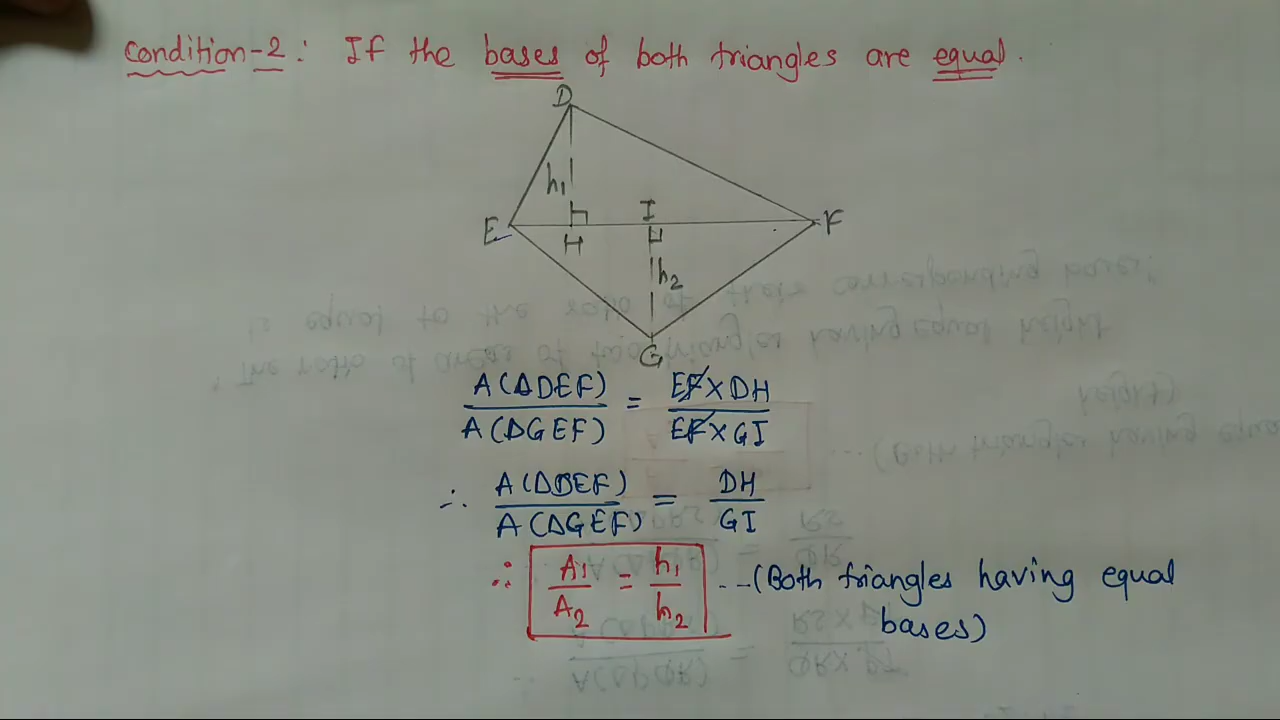 Condition-2: If the bases of both triangles are equal.
D
h₁
E H I F
h₂
G
A(ΔDEF)/A(ΔGEF) = EF×DH/EF×GI
∴ A(ΔDEF)/A(ΔGEF) = DH/GI
∴ A₁/A₂ = h₁/h₂ ---(Both triangles having equal
bases)